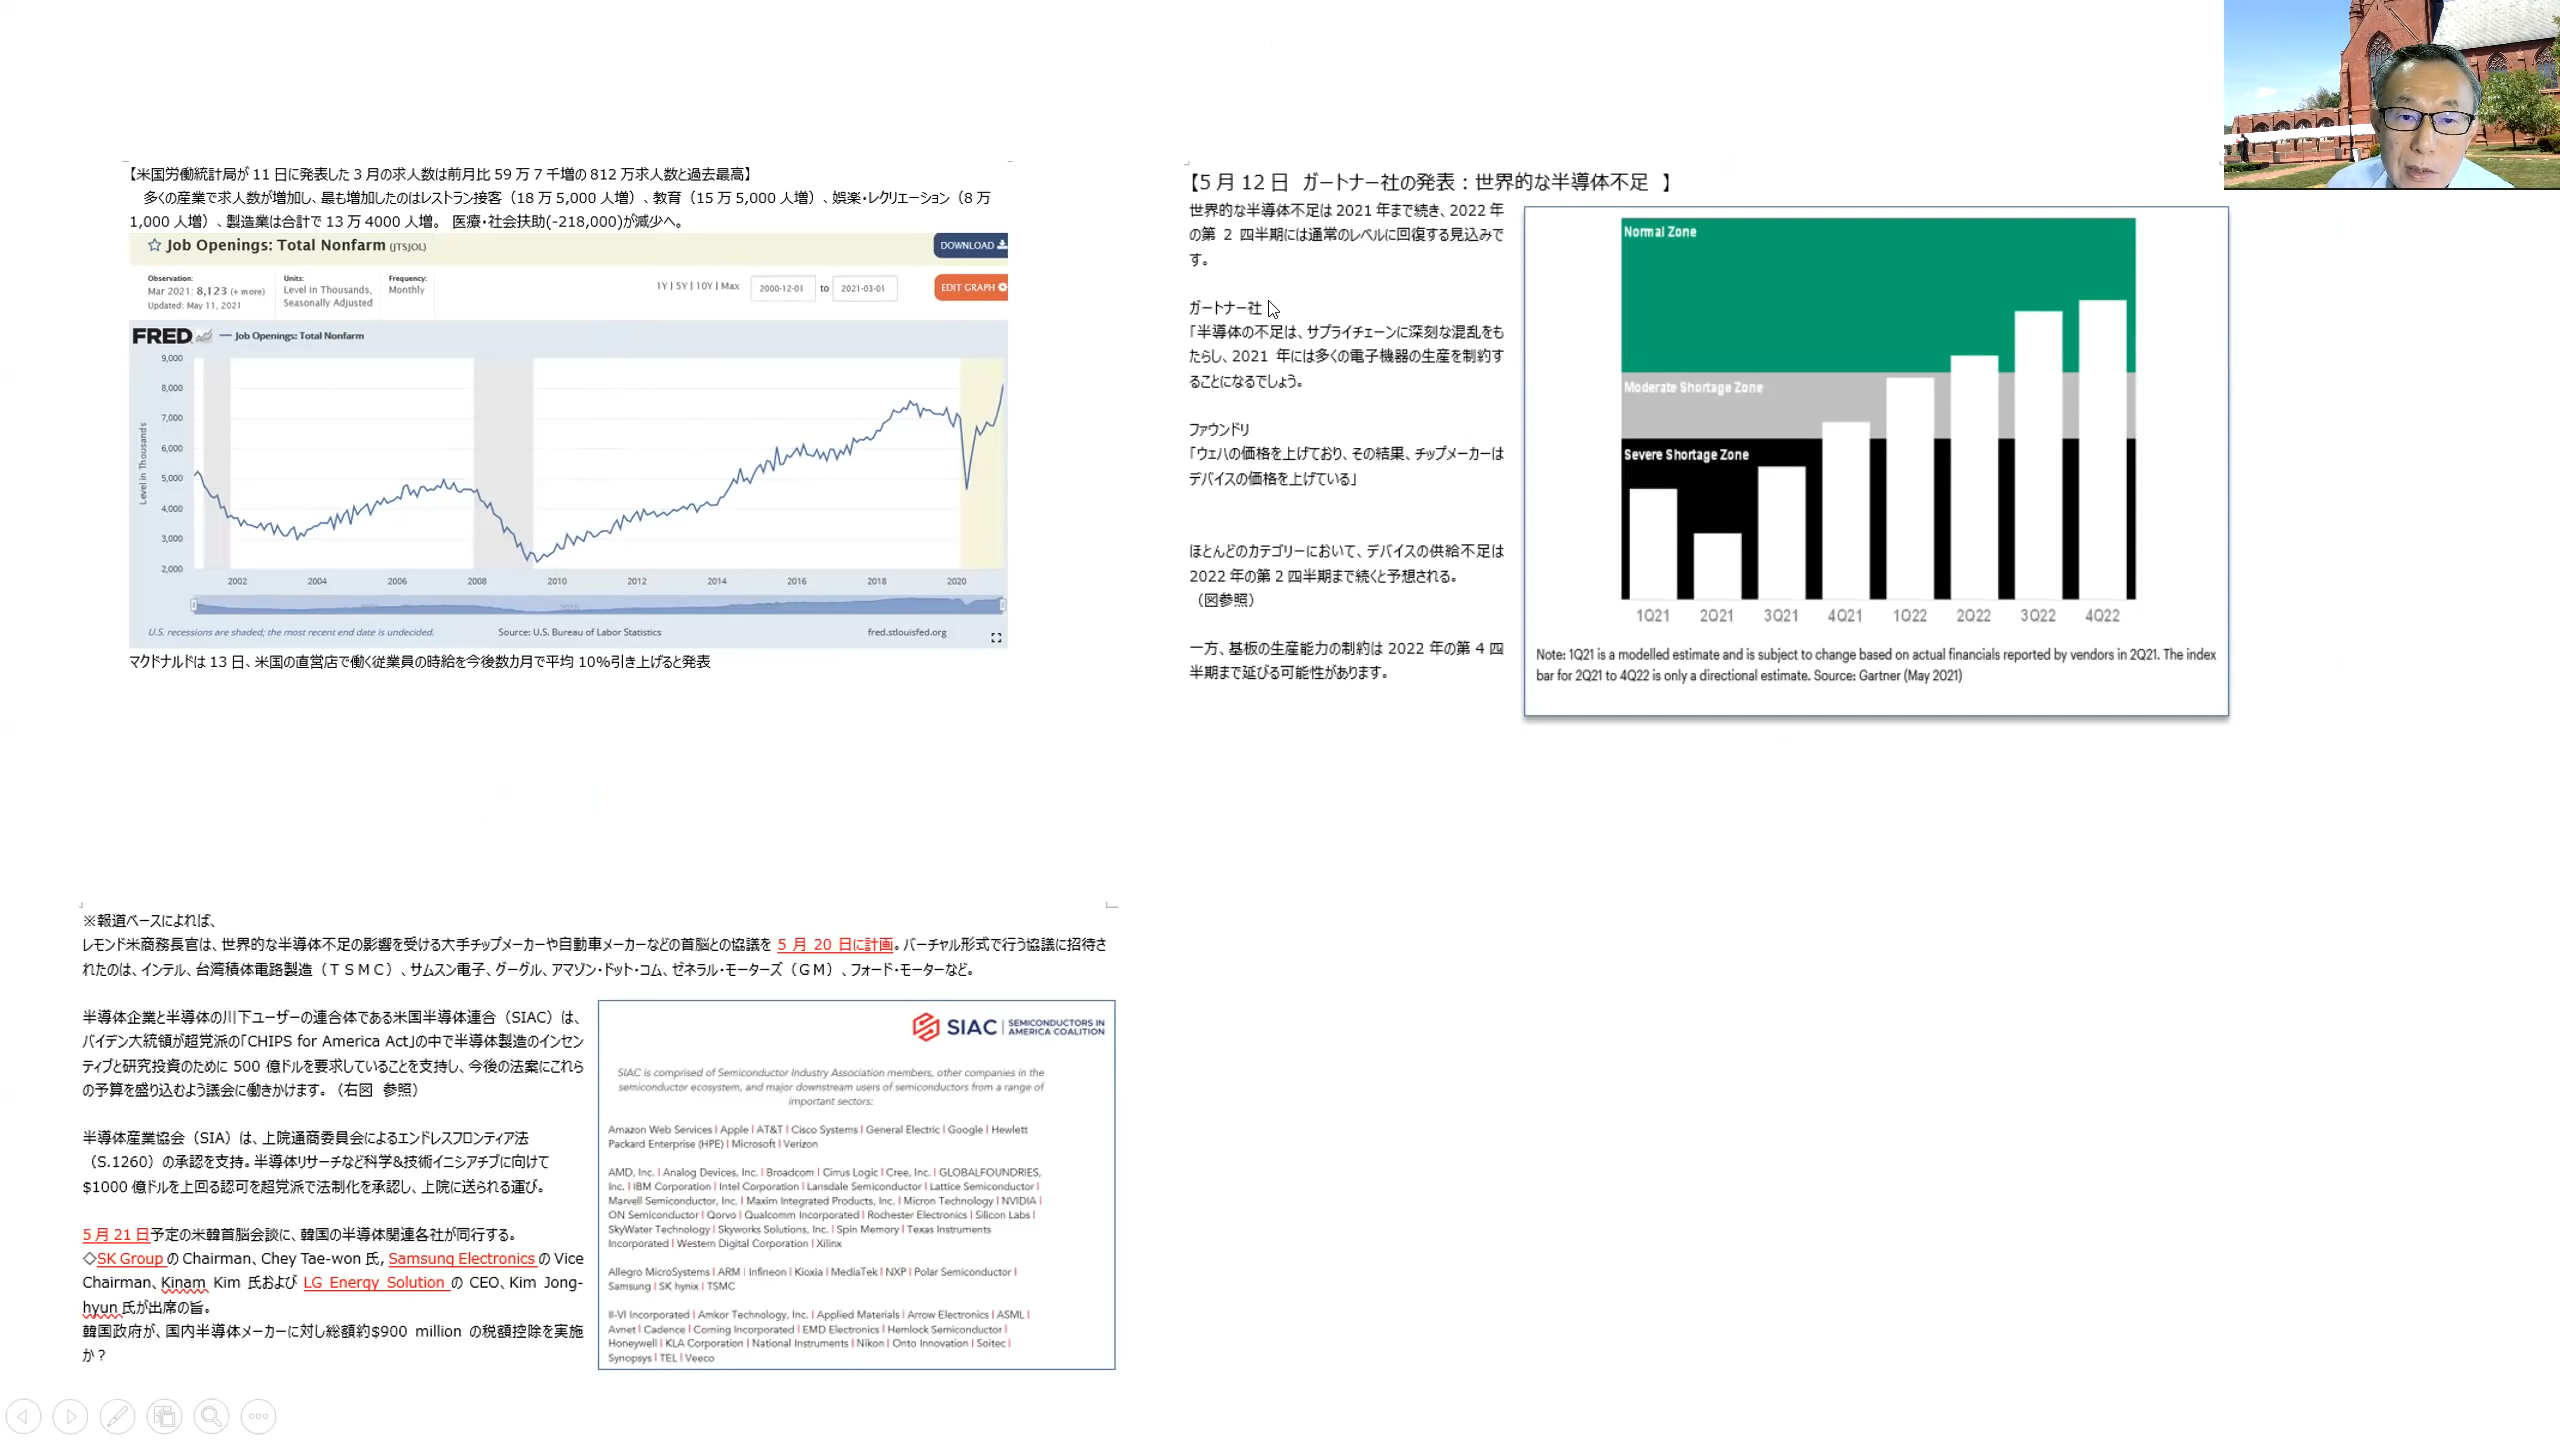 【米国労働統計局が 11 日に発表した 3 月の求人数は前月比 59 万 7 千増の 812 万求人数と過去最高】
多くの産業で求人数が増加し、最も増加したのはレストラン接客（18 万 5,000 人増）、教育（15 万 5,000 人増）、娯楽・レクリエーション（8 万
1,000 人増）、製造業は合計で 13 万 4000 人増。 医療・社会扶助(-218,000)が減少へ。
Job Openings: Total Nonfarm (JTSJOL)
DOWNLOAD
Observation:
Mar 2021: 8,123 (+ more)
Updated: May 11, 2021
Units:
Level in Thousands,
Seasonally Adjusted
Frequency:
Monthly
1Y | 5Y | 10Y | Max
2000-12-01 to 2021-03-01
EDIT GRAPH
FRED
Job Openings: Total Nonfarm
Level in Thousands
9,000
8,000
7,000
6,000
5,000
4,000
3,000
2,000
2002 2004 2006 2008 2010 2012 2014 2016 2018 2020
U.S. recessions are shaded; the most recent end date is undecided.
Source: U.S. Bureau of Labor Statistics
fred.stlouisfed.org
マクドナルドは 13 日、米国の直営店で働く従業員の時給を今後数カ月で平均 10%引き上げると発表
【5 月 12 日 ガートナー社の発表：世界的な半導体不足 】
世界的な半導体不足は 2021 年まで続き、2022 年
の第 2 四半期には通常のレベルに回復する見込みで
す。
ガートナー社
「半導体の不足は、サプライチェーンに深刻な混乱をも
たらし、2021 年には多くの電子機器の生産を制約す
ることになるでしょう。
ファウンドリ
「ウェハの価格を上げており、その結果、チップメーカーは
デバイスの価格を上げている」
ほとんどのカテゴリーにおいて、デバイスの供給不足は
2022 年の第 2 四半期まで続くと予想される。
（図参照）
一方、基板の生産能力の制約は 2022 年の第 4 四
半期まで延びる可能性があります。
Normal Zone
Moderate Shortage Zone
Severe Shortage Zone
1Q21 2Q21 3Q21 4Q21 1Q22 2Q22 3Q22 4Q22
Note: 1Q21 is a modelled estimate and is subject to change based on actual financials reported by vendors in 2Q21. The index
bar for 2Q21 to 4Q22 is only a directional estimate. Source: Gartner (May 2021)
※報道ベースによれば、
レモンド米商務長官は、世界的な半導体不足の影響を受ける大手チップメーカーや自動車メーカーなどの首脳との協議を 5 月 20 日に計画。バーチャル形式で行う協議に招待さ
れたのは、インテル、台湾積体電路製造（ＴＳＭＣ）、サムスン電子、グーグル、アマゾン・ドット・コム、ゼネラル・モーターズ（ＧＭ）、フォード・モーターなど。
半導体企業と半導体の川下ユーザーの連合体である米国半導体連合（SIAC）は、
バイデン大統領が超党派の「CHIPS for America Act」の中で半導体製造のインセン
ティブと研究投資のために 500 億ドルを要求していることを支持し、今後の法案にこれら
の予算を盛り込むよう議会に働きかけます。（右図 参照）
半導体産業協会（SIA）は、上院通商委員会によるエンドレスフロンティア法
（S.1260）の承認を支持。半導体リサーチなど科学&技術イニシアチブに向けて
$1000 億ドルを上回る認可を超党派で法制化を承認し、上院に送られる運び。
5 月 21 日予定の米韓首脳会談に、韓国の半導体関連各社が同行する。
◇SK Group の Chairman, Chey Tae-won 氏, Samsung Electronics の Vice
Chairman、Kinam Kim 氏および LG Energy Solution の CEO、Kim Jong-
hyun 氏が出席の旨。
韓国政府が、国内半導体メーカーに対し総額約$900 million の税額控除を実施
か？
SIAC | SEMICONDUCTORS IN
AMERICA COALITION
SIAC is comprised of Semiconductor Industry Association members, other companies in the
semiconductor ecosystem, and major downstream users of semiconductors from a range of
important sectors:
Amazon Web Services | Apple | AT&T | Cisco Systems | General Electric | Google | Hewlett
Packard Enterprise (HPE) | Microsoft | Verizon
AMD, Inc. | Analog Devices, Inc. | Broadcom | Cirrus Logic | Cree, Inc. | GLOBALFOUNDRIES,
Inc. | IBM Corporation | Intel Corporation | Lansdale Semiconductor | Lattice Semiconductor |
Marvell Semiconductor, Inc. | Maxim Integrated Products, Inc. | Micron Technology | NVIDIA |
ON Semiconductor | Qorvo | Qualcomm Incorporated | Rochester Electronics | Silicon Labs |
SkyWater Technology | Skyworks Solutions, Inc. | Spin Memory | Texas Instruments
Incorporated | Western Digital Corporation | Xilinx
Allegro MicroSystems | ARM | Infineon | Kioxia | MediaTek | NXP | Polar Semiconductor |
Samsung | SK hynix | TSMC
II-VI Incorporated | Amkor Technology, Inc. | Applied Materials | Arrow Electronics | ASML |
Avnet | Cadence | Corning Incorporated | EMD Electronics | Hemlock Semiconductor |
Honeywell | KLA Corporation | National Instruments | Nikon | Onto Innovation | Soitec |
Synopsys | TEL | Veeco